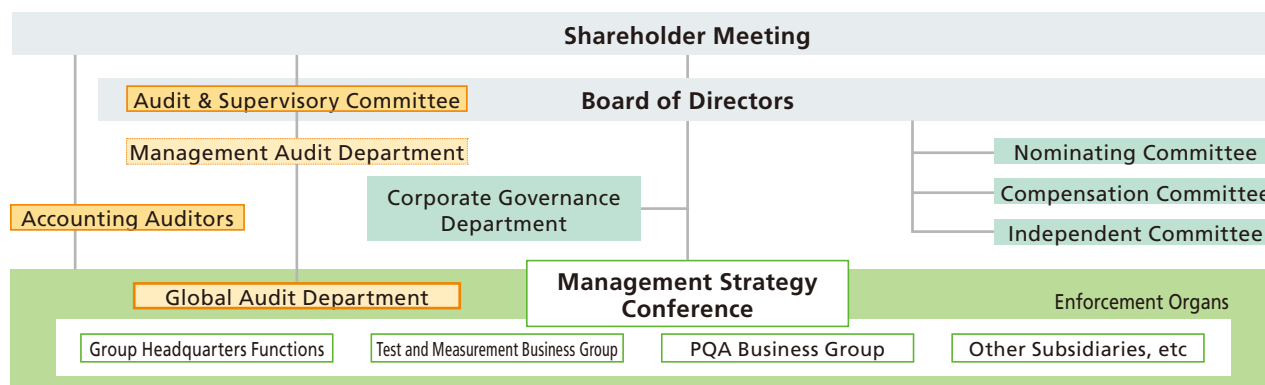 Shareholder Meeting
Audit & Supervisory Committee
Board of Directors
Management Audit Department
Nominating Committee
Corporate Governance
Department
Compensation Committee
Accounting Auditors
Independent Committee
Management Strategy
Conference
Global Audit Department
Enforcement Organs
Group Headquarters Functions
Test and Measurement Business Group
PQA Business Group
Other Subsidiaries, etc